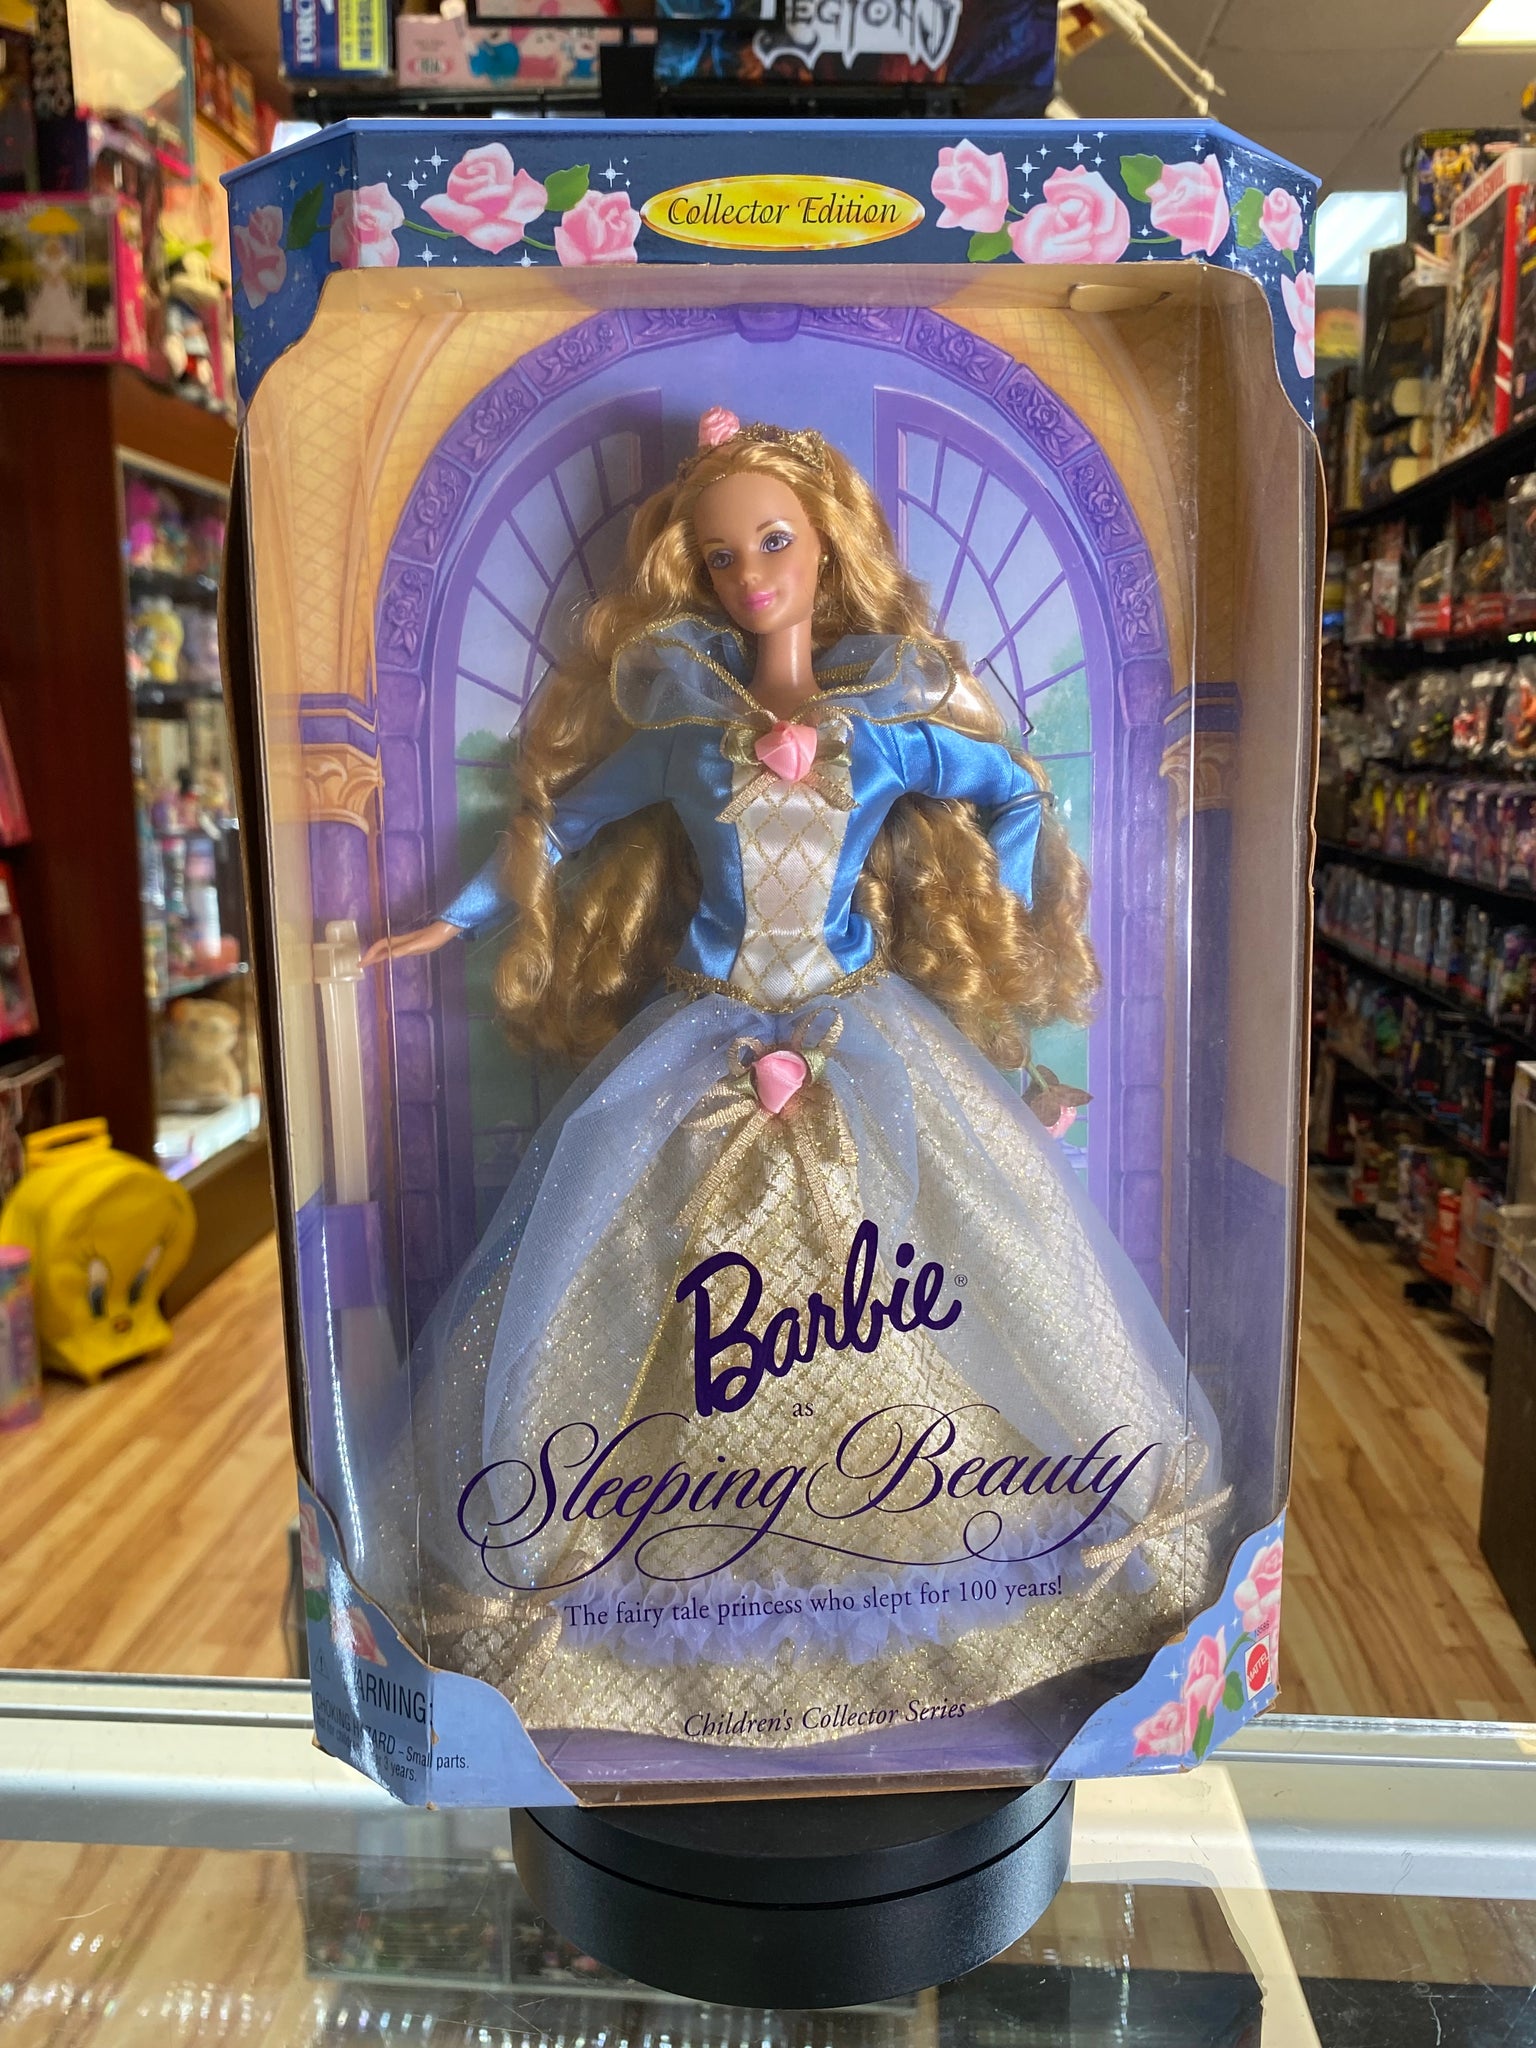 LEGIONS
Collector Edition
Barbie®
as
Sleeping Beauty
The fairy tale princess who slept for 100 years!
Children's Collector Series
MATTEL
WARNING:
CHOKING HAZARD – Small parts.
3 years.